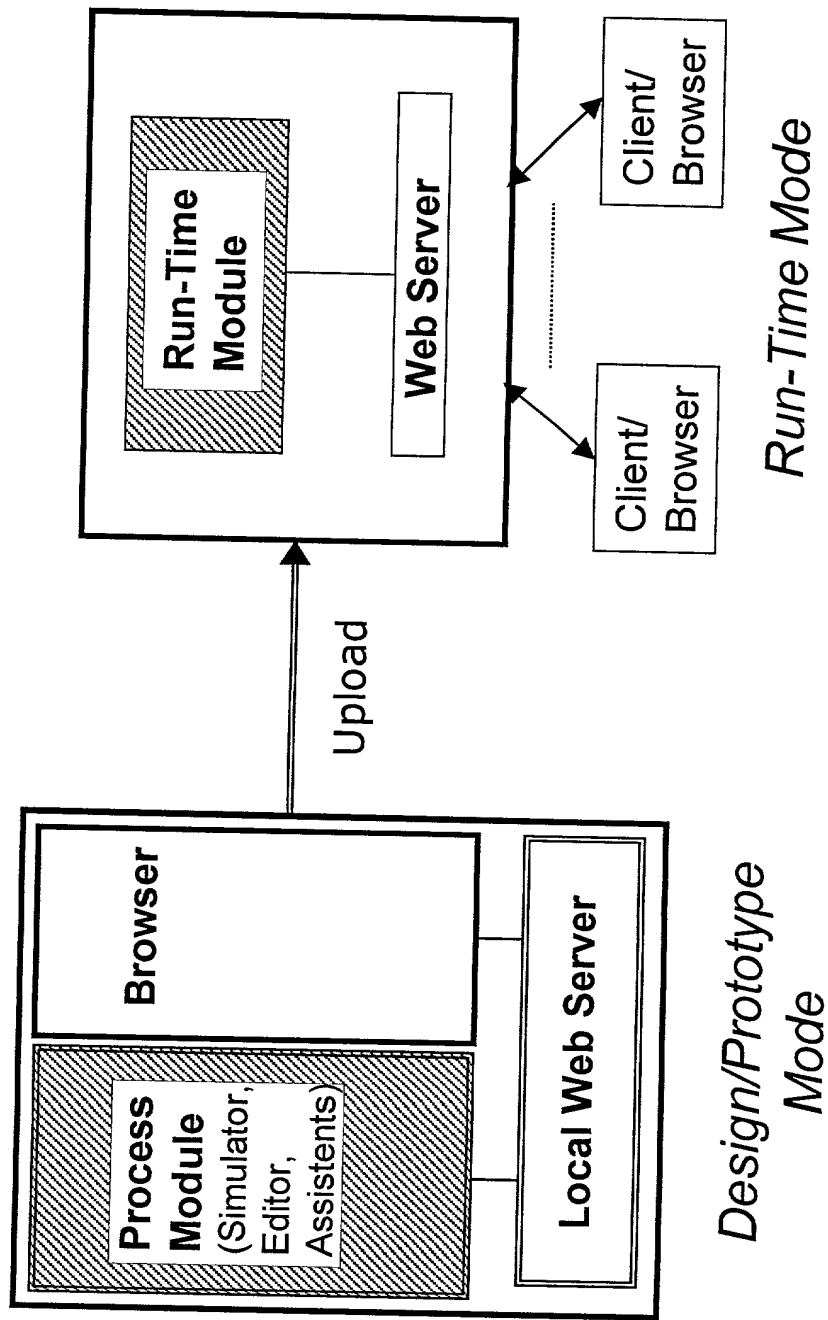 Process
Module
(Simulator,
Editor,
Assistents)
Browser
Local Web Server
Design/Prototype
Mode
Upload
Run-Time
Module
Web Server
Client/
Browser
Client/
Browser
Run-Time Mode